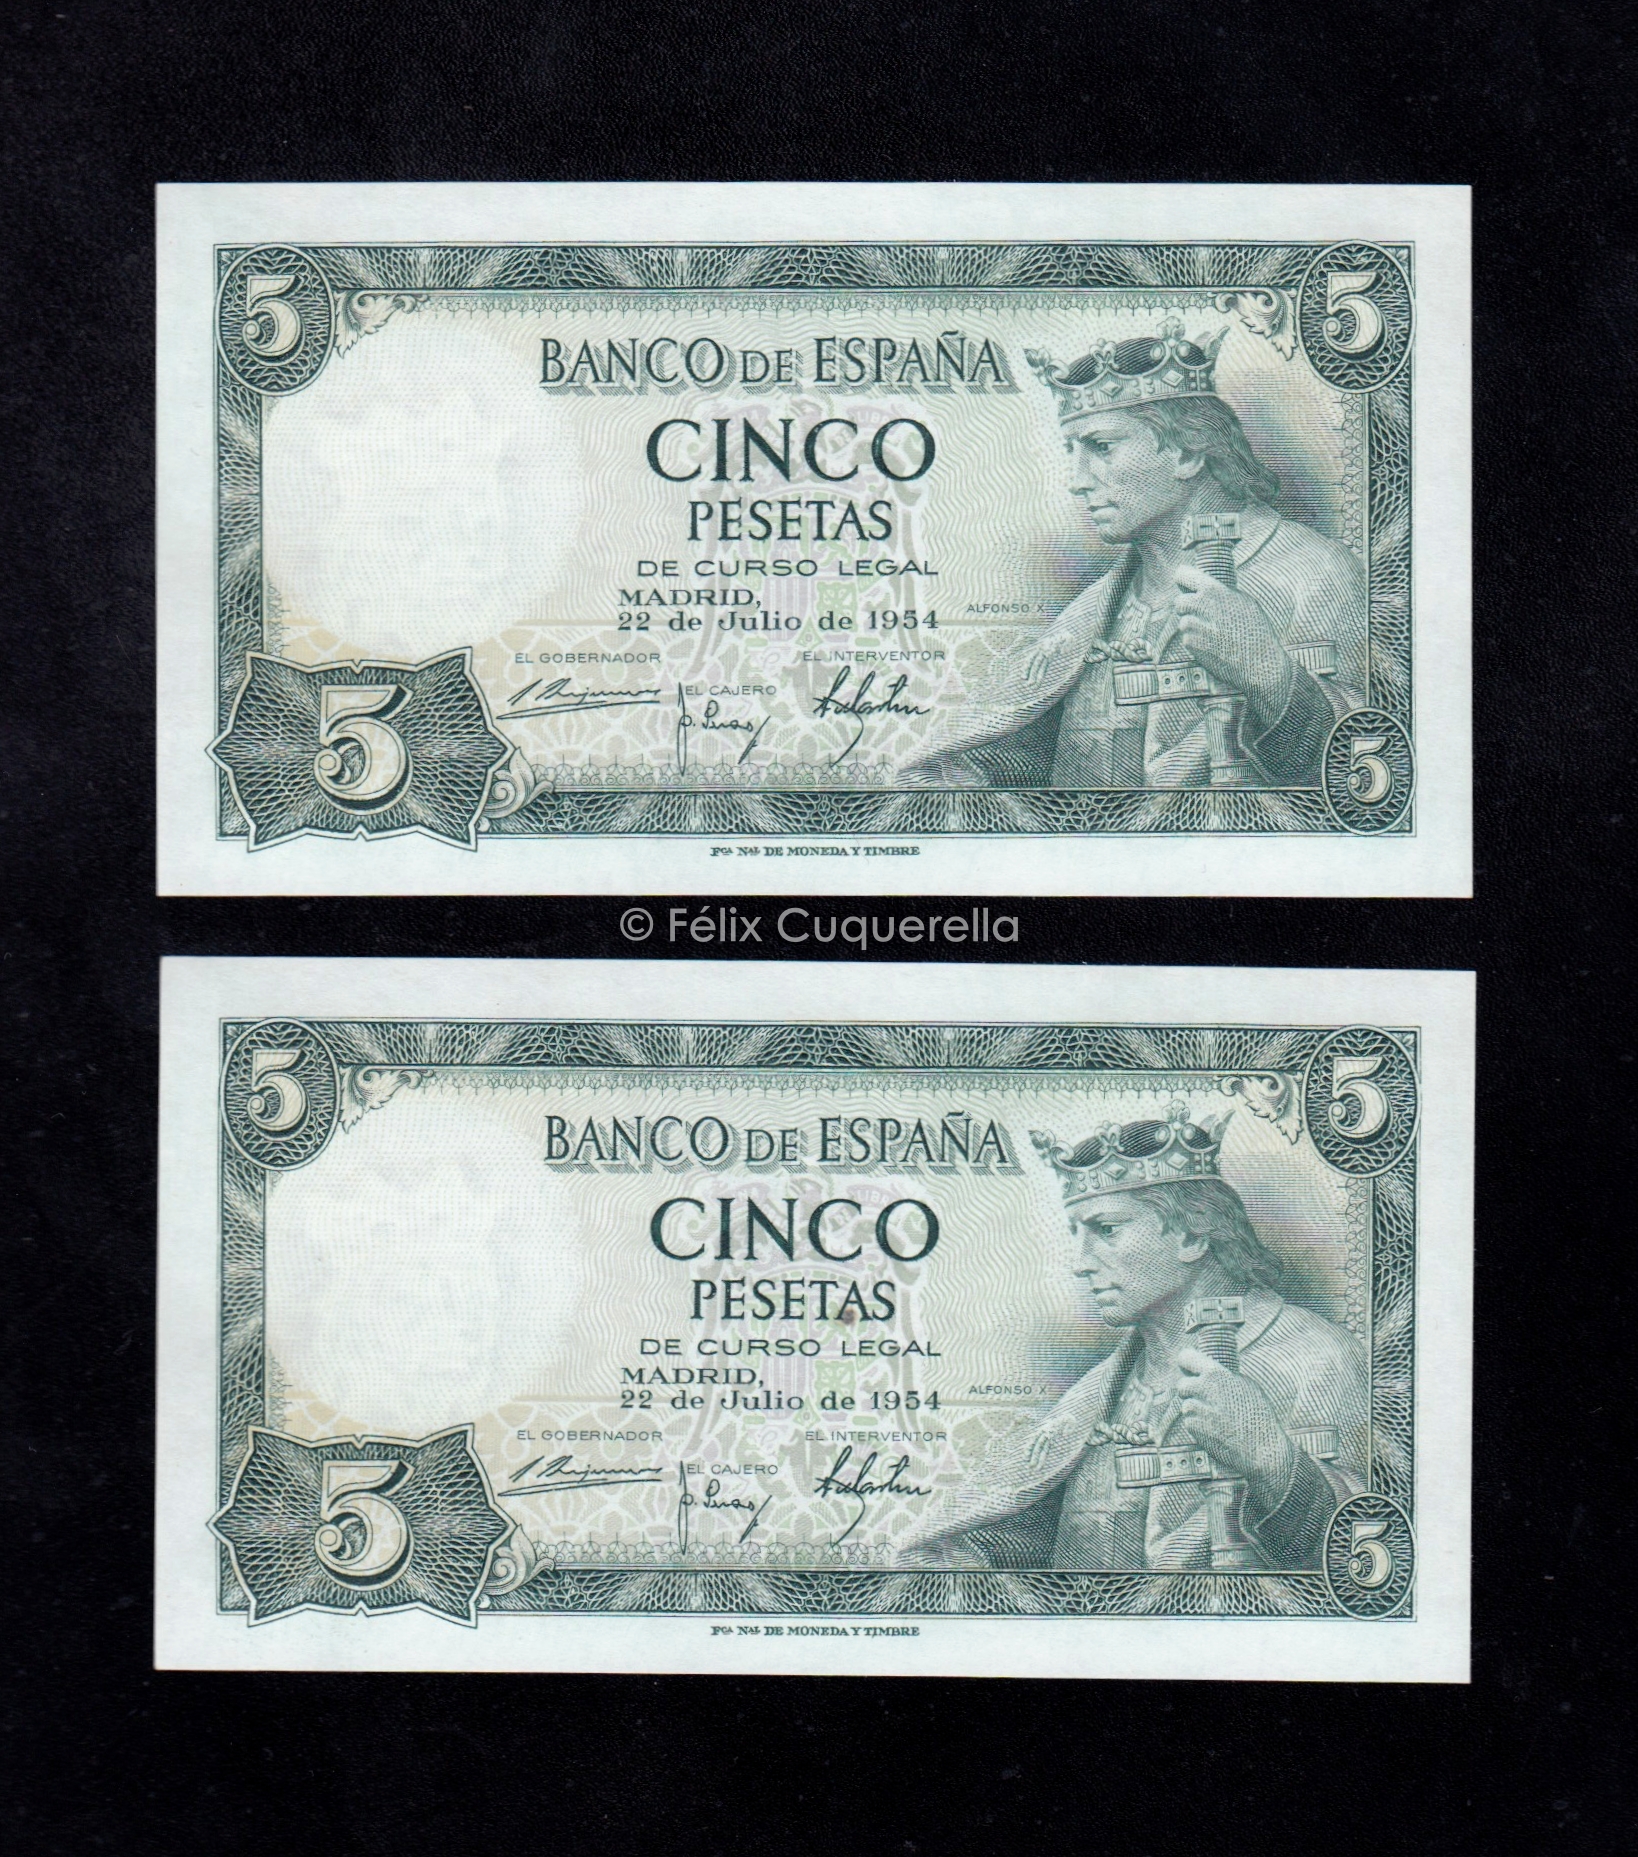 5
5
BANCO DE ESPAÑA
CINCO
PESETAS
DE CURSO LEGAL
MADRID,
22 de Julio de 1954
ALFONSO X
EL GOBERNADOR
EL INTERVENTOR
EL CAJERO
5
5
Fᶜᴬ Nᴬᴸ DE MONEDA Y TIMBRE
© Félix Cuquerella
5
5
BANCO DE ESPAÑA
CINCO
PESETAS
DE CURSO LEGAL
MADRID,
22 de Julio de 1954
ALFONSO X
EL GOBERNADOR
EL INTERVENTOR
EL CAJERO
5
5
Fᶜᴬ Nᴬᴸ DE MONEDA Y TIMBRE